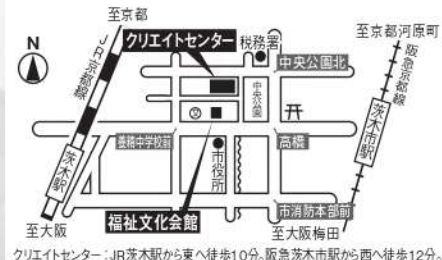 至京都
至京都河原町
N
JR京都線
クリエイトセンター
税務署
中央公園北
阪急京都線
中央公園
文
養精中学校前
高橋
茨木市駅
茨木駅
市役所
市消防本部前
至大阪
福祉文化会館
至大阪梅田
クリエイトセンター:JR茨木駅から東へ徒歩10分。阪急茨木市駅から西へ徒歩12分。